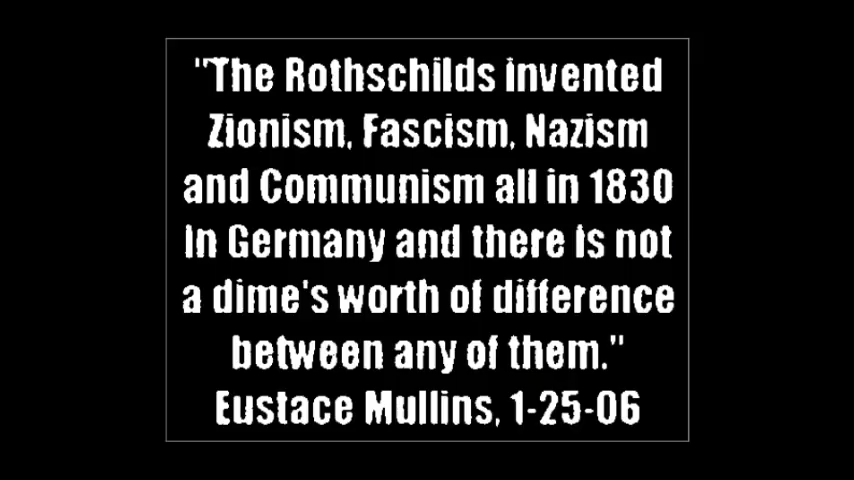 "The Rothschilds invented
Zionism, Fascism, Nazism
and Communism all in 1830
in Germany and there is not
a dime's worth of difference
between any of them."
Eustace Mullins, 1-25-06